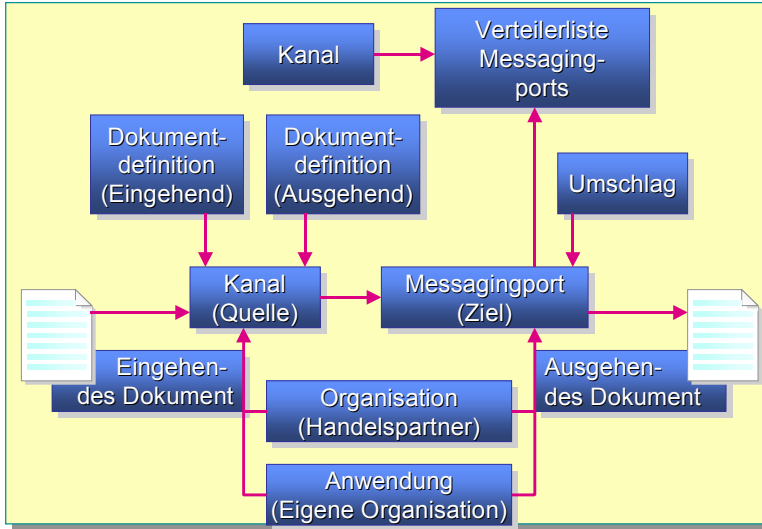 Kanal
Verteilerliste
Messaging-
ports
Dokument-
definition
(Eingehend)
Dokument-
definition
(Ausgehend)
Umschlag
Kanal
(Quelle)
Messagingport
(Ziel)
Eingehen-
des Dokument
Organisation
(Handelspartner)
Ausgehen-
des Dokument
Anwendung
(Eigene Organisation)